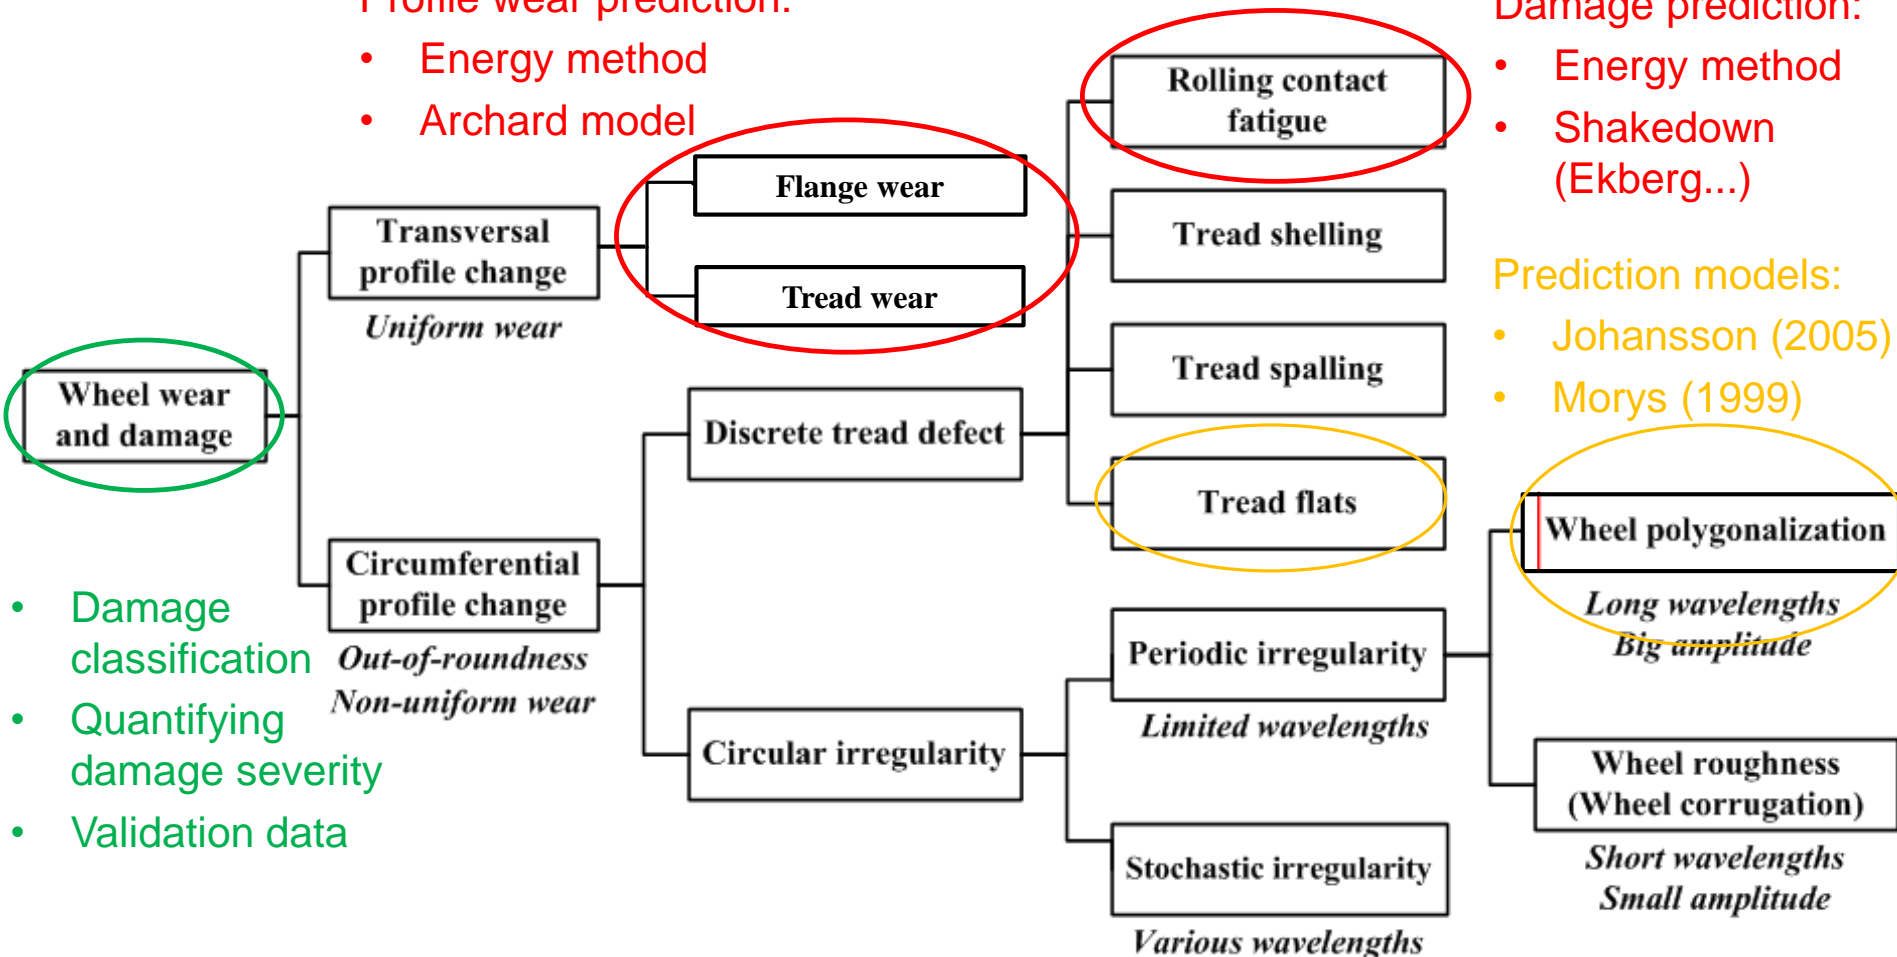 Profile wear prediction:
• Energy method
• Archard model
Damage prediction:
• Energy method
• Shakedown
(Ekberg...)
Prediction models:
• Johansson (2005)
• Morys (1999)
Wheel wear
and damage
• Damage
classification
• Quantifying
damage severity
• Validation data
Transversal
profile change
Uniform wear
Circumferential
profile change
Out-of-roundness
Non-uniform wear
Flange wear
Tread wear
Discrete tread defect
Circular irregularity
Rolling contact
fatigue
Tread shelling
Tread spalling
Tread flats
Periodic irregularity
Limited wavelengths
Stochastic irregularity
Various wavelengths
Wheel polygonalization
Long wavelengths
Big amplitude
Wheel roughness
(Wheel corrugation)
Short wavelengths
Small amplitude